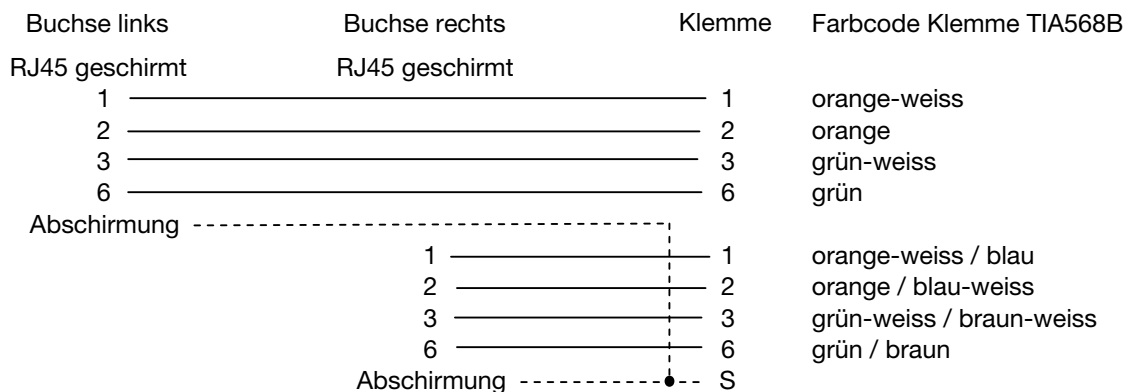 Buchse links Buchse rechts Klemme Farbcode Klemme TIA568B
RJ45 geschirmt RJ45 geschirmt
1 1 orange-weiss
2 2 orange
3 3 grün-weiss
6 6 grün
Abschirmung
1 1 orange-weiss / blau
2 2 orange / blau-weiss
3 3 grün-weiss / braun-weiss
6 6 grün / braun
Abschirmung S